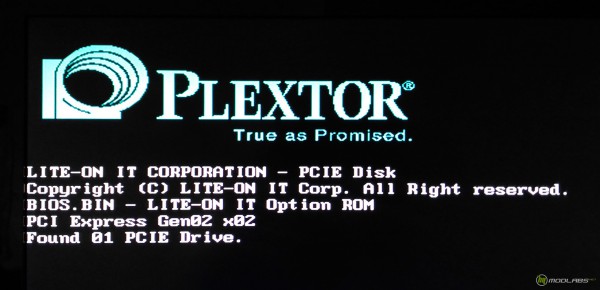 PLEXTOR®
True as Promised.
LITE-ON IT CORPORATION - PCIE Disk
Copyright (C) LITE-ON IT Corp. All Right reserved.
BIOS.BIN - LITE-ON IT Option ROM
PCI Express Gen02 x02
Found 01 PCIE Drive.
MODLABS